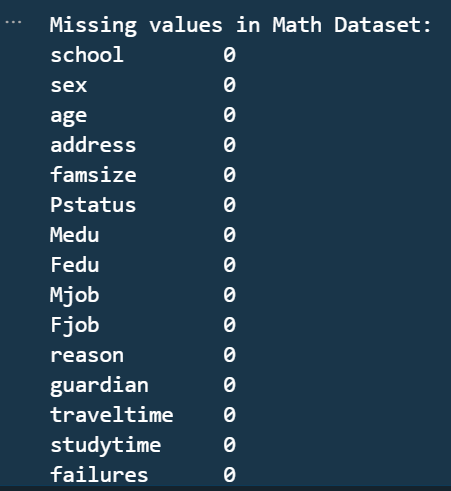 Missing values in Math Dataset:
school 0
sex 0
age 0
address 0
famsize 0
Pstatus 0
Medu 0
Fedu 0
Mjob 0
Fjob 0
reason 0
guardian 0
traveltime 0
studytime 0
failures 0